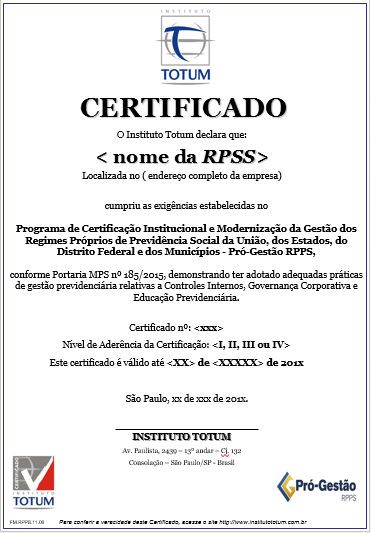 INSTITUTO
TOTUM
CERTIFICADO
O Instituto Totum declara que:
< nome da RPSS>
Localizada no ( endereço completo da empresa)
cumpriu as exigências estabelecidas no
Programa de Certificação Institucional e Modernização da Gestão dos
Regimes Próprios de Previdência Social da União, dos Estados, do
Distrito Federal e dos Municípios - Pró-Gestão RPPS,
conforme Portaria MPS nº 185/2015, demonstrando ter adotado adequadas práticas
de gestão previdenciária relativas a Controles Internos, Governança Corporativa e
Educação Previdenciária.
Certificado nº: <xxx>
Nível de Aderência da Certificação: <I, II, III ou IV>
Este certificado é válido até <XX> de <XXXXX> de 201x
São Paulo, xx de xxx de 201x.
INSTITUTO TOTUM
Av. Paulista, 2439 – 13º andar – Cj. 132
Consolação – São Paulo/SP - Brasil
CERTIFICADO
INSTITUTO
TOTUM
Pró-Gestão
RPPS
FM.RPPS.11.00
Para conferir a veracidade deste Certificado, acesse o site http://www.institutototum.com.br